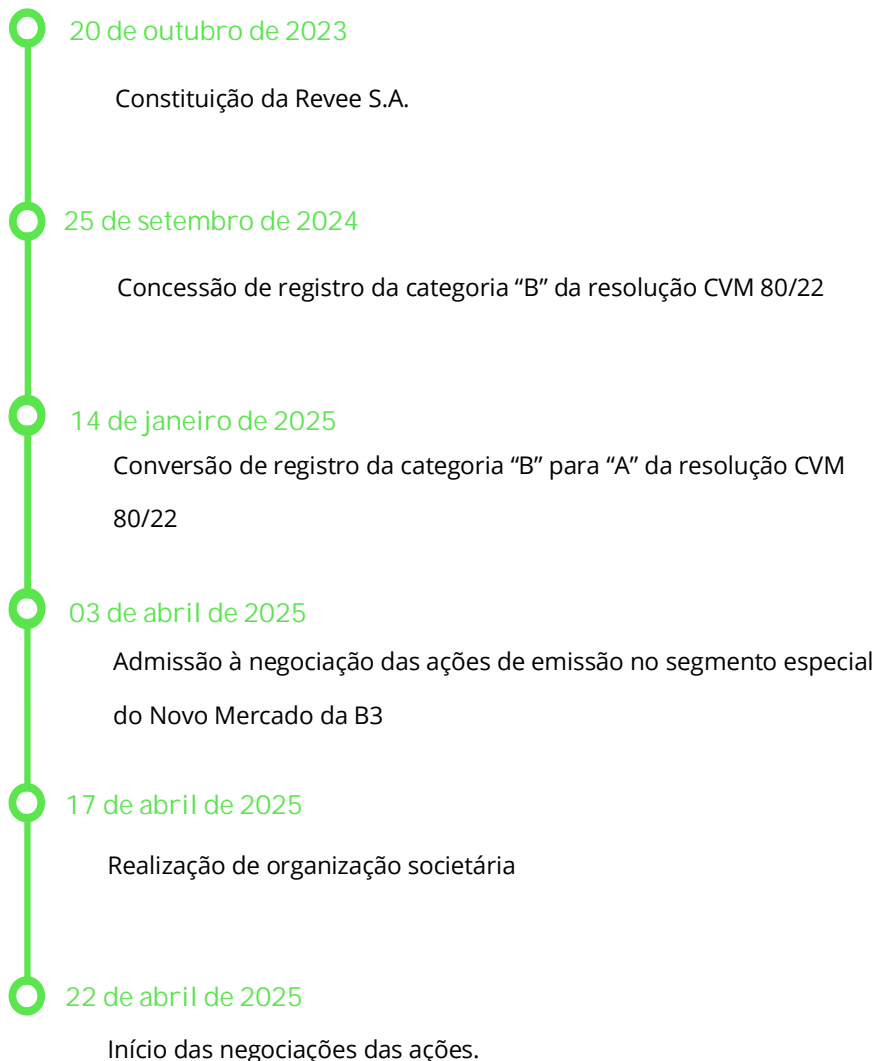 20 de outubro de 2023
Constituição da Revee S.A.
25 de setembro de 2024
Concessão de registro da categoria “B” da resolução CVM 80/22
14 de janeiro de 2025
Conversão de registro da categoria “B” para “A” da resolução CVM
80/22
03 de abril de 2025
Admissão à negociação das ações de emissão no segmento especial
do Novo Mercado da B3
17 de abril de 2025
Realização de organização societária
22 de abril de 2025
Início das negociações das ações.